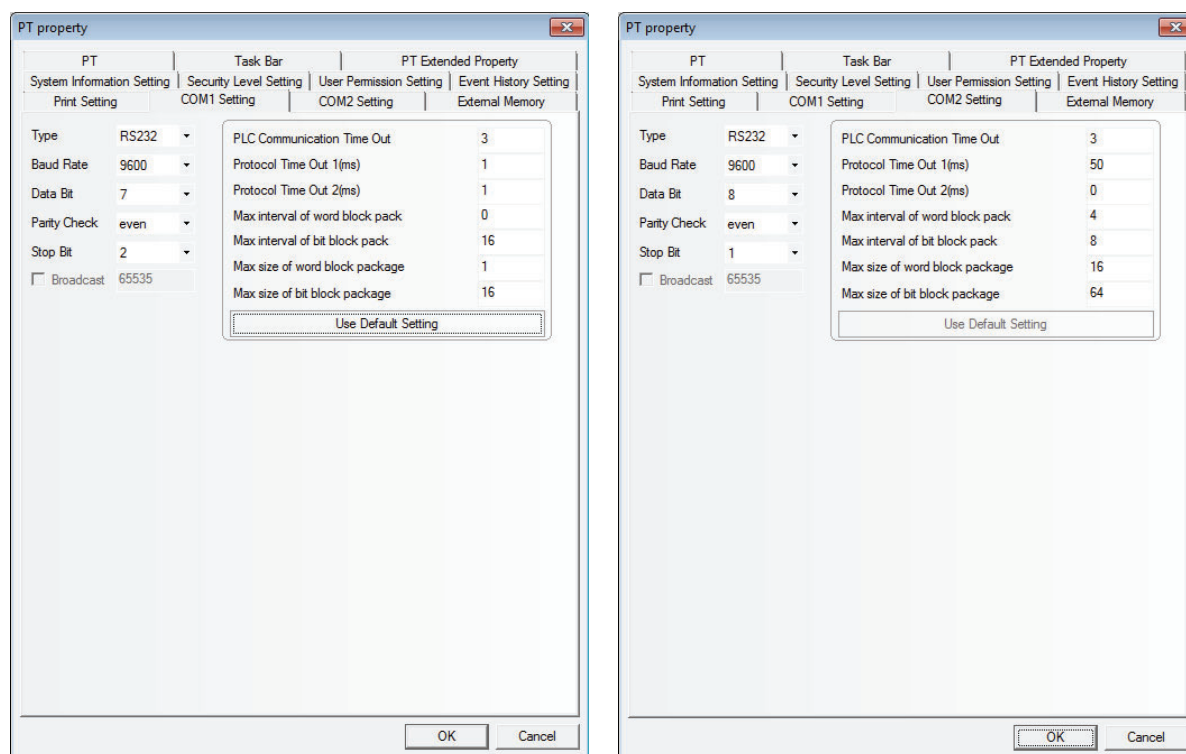 PT property
PT Task Bar PT Extended Property
System Information Setting Security Level Setting User Permission Setting Event History Setting
Print Setting COM1 Setting COM2 Setting External Memory
Type RS232
Baud Rate 9600
Data Bit 7
Parity Check even
Stop Bit 2
Broadcast 65535
PLC Communication Time Out 3
Protocol Time Out 1(ms) 1
Protocol Time Out 2(ms) 1
Max interval of word block pack 0
Max interval of bit block pack 16
Max size of word block package 1
Max size of bit block package 16
Use Default Setting
OK Cancel
PT property
PT Task Bar PT Extended Property
System Information Setting Security Level Setting User Permission Setting Event History Setting
Print Setting COM1 Setting COM2 Setting External Memory
Type RS232
Baud Rate 9600
Data Bit 8
Parity Check even
Stop Bit 1
Broadcast 65535
PLC Communication Time Out 3
Protocol Time Out 1(ms) 50
Protocol Time Out 2(ms) 0
Max interval of word block pack 4
Max interval of bit block pack 8
Max size of word block package 16
Max size of bit block package 64
Use Default Setting
OK Cancel